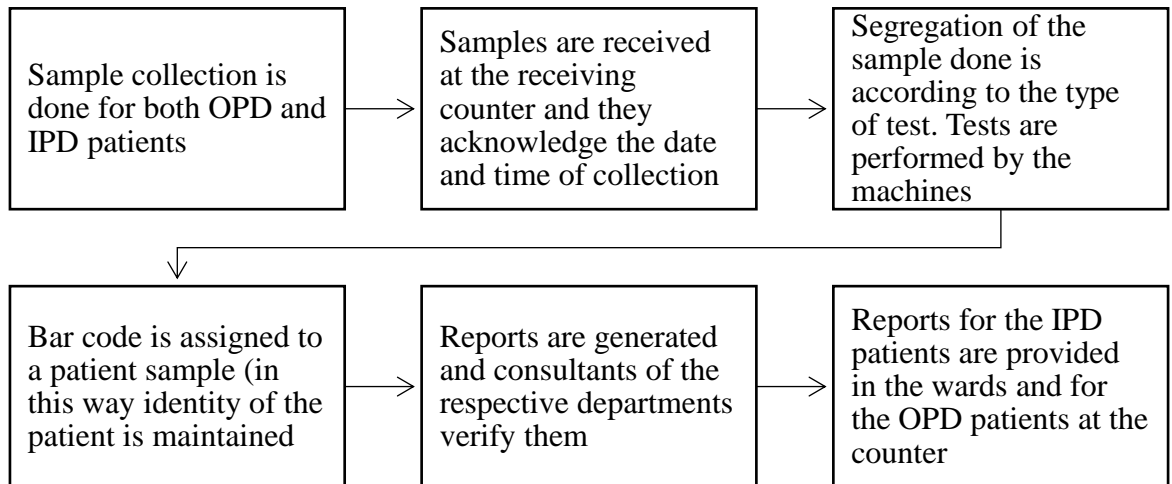 Sample collection is
done for both OPD and
IPD patients
Samples are received
at the receiving
counter and they
acknowledge the date
and time of collection
Segregation of the
sample done is
according to the type
of test. Tests are
performed by the
machines
Bar code is assigned to
a patient sample (in
this way identity of the
patient is maintained
Reports are generated
and consultants of the
respective departments
verify them
Reports for the IPD
patients are provided
in the wards and for
the OPD patients at the
counter